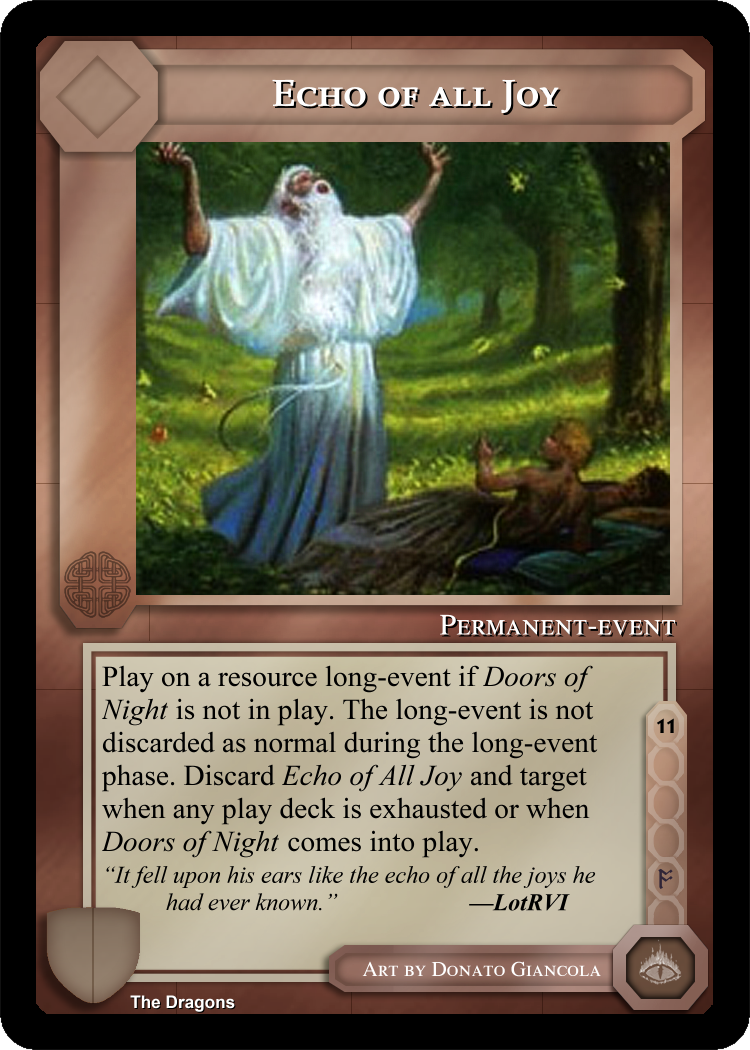 Echo of all Joy
Permanent-event
Play on a resource long-event if Doors of
Night is not in play. The long-event is not
discarded as normal during the long-event
phase. Discard Echo of All Joy and target
when any play deck is exhausted or when
Doors of Night comes into play.
“It fell upon his ears like the echo of all the joys he
had ever known.” —LotRVI
11
ᚩ
Art by Donato Giancola
The Dragons